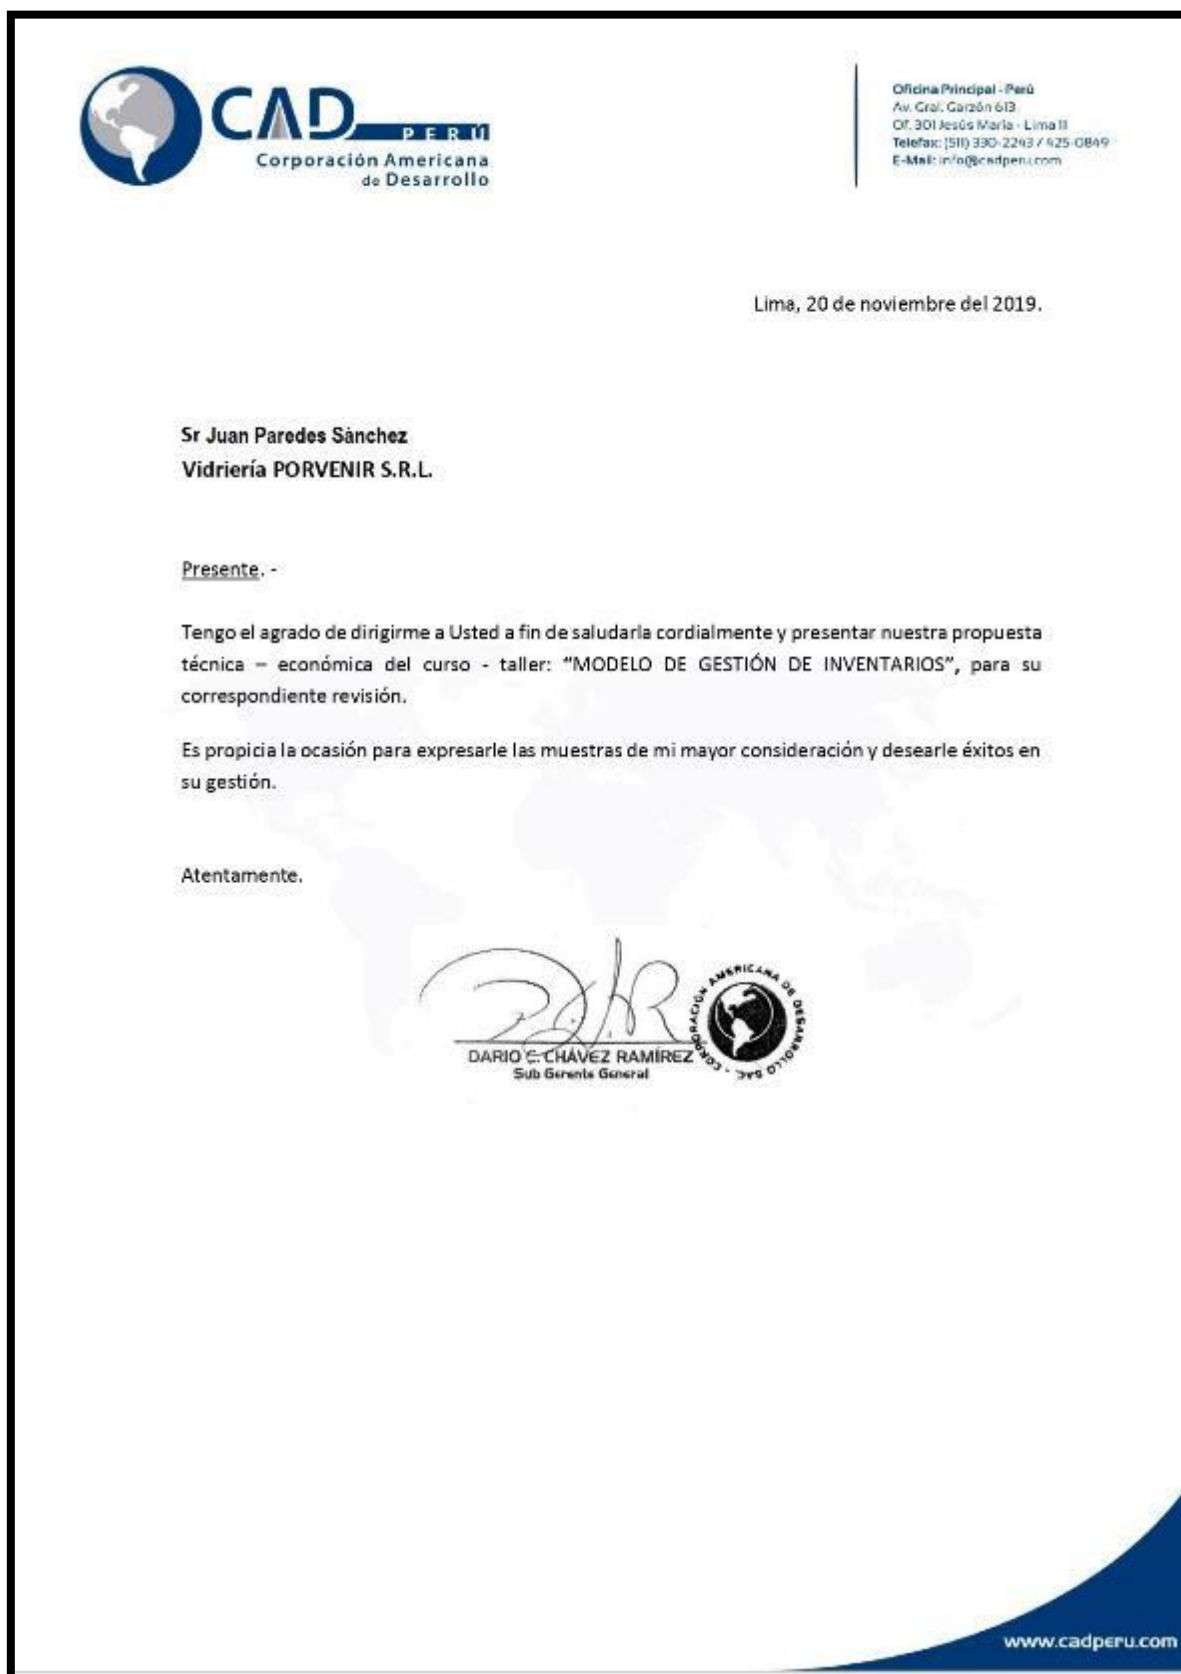 CAD
PERÚ
Corporación Americana
de Desarrollo
Oficina Principal - Perú
Av. Gral. Garzón 613
Of. 301 Jesús María - Lima 11
Telefax: (511) 330-2243 / 425-0849
E-Mail: info@cadperu.com
Lima, 20 de noviembre del 2019.
Sr Juan Paredes Sánchez
Vidriería PORVENIR S.R.L.
Presente. -
Tengo el agrado de dirigirme a Usted a fin de saludarla cordialmente y presentar nuestra propuesta
técnica – económica del curso - taller: “MODELO DE GESTIÓN DE INVENTARIOS”, para su
correspondiente revisión.
Es propicia la ocasión para expresarle las muestras de mi mayor consideración y desearle éxitos en
su gestión.
Atentamente.
DARIO C. CHÁVEZ RAMÍREZ
Sub Gerente General
CORPORACIÓN AMERICANA DE DESARROLLO SAC. -
www.cadperu.com